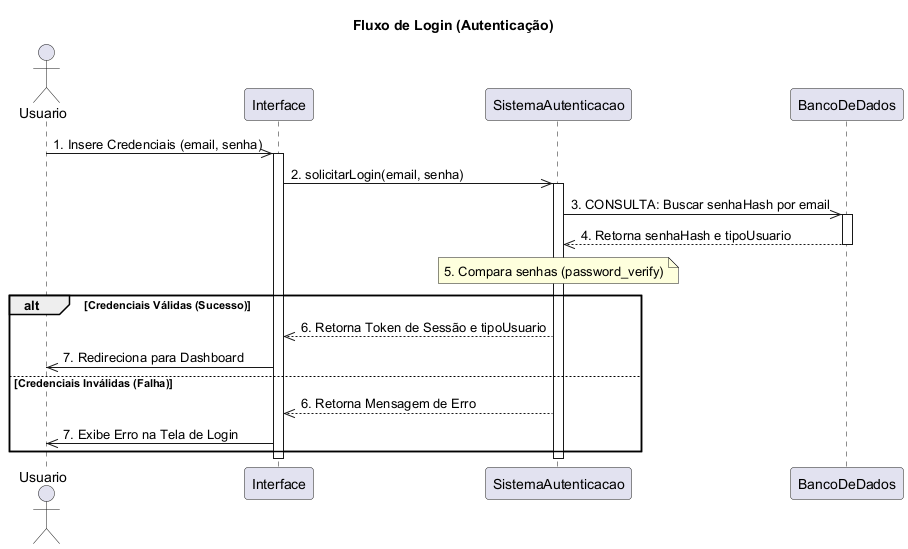 Fluxo de Login (Autenticação)
Usuario
Interface
SistemaAutenticacao
BancoDeDados
1. Insere Credenciais (email, senha)
2. solicitarLogin(email, senha)
3. CONSULTA: Buscar senhaHash por email
4. Retorna senhaHash e tipoUsuario
5. Compara senhas (password_verify)
alt
[Credenciais Válidas (Sucesso)]
6. Retorna Token de Sessão e tipoUsuario
7. Redireciona para Dashboard
[Credenciais Inválidas (Falha)]
6. Retorna Mensagem de Erro
7. Exibe Erro na Tela de Login
Usuario
Interface
SistemaAutenticacao
BancoDeDados